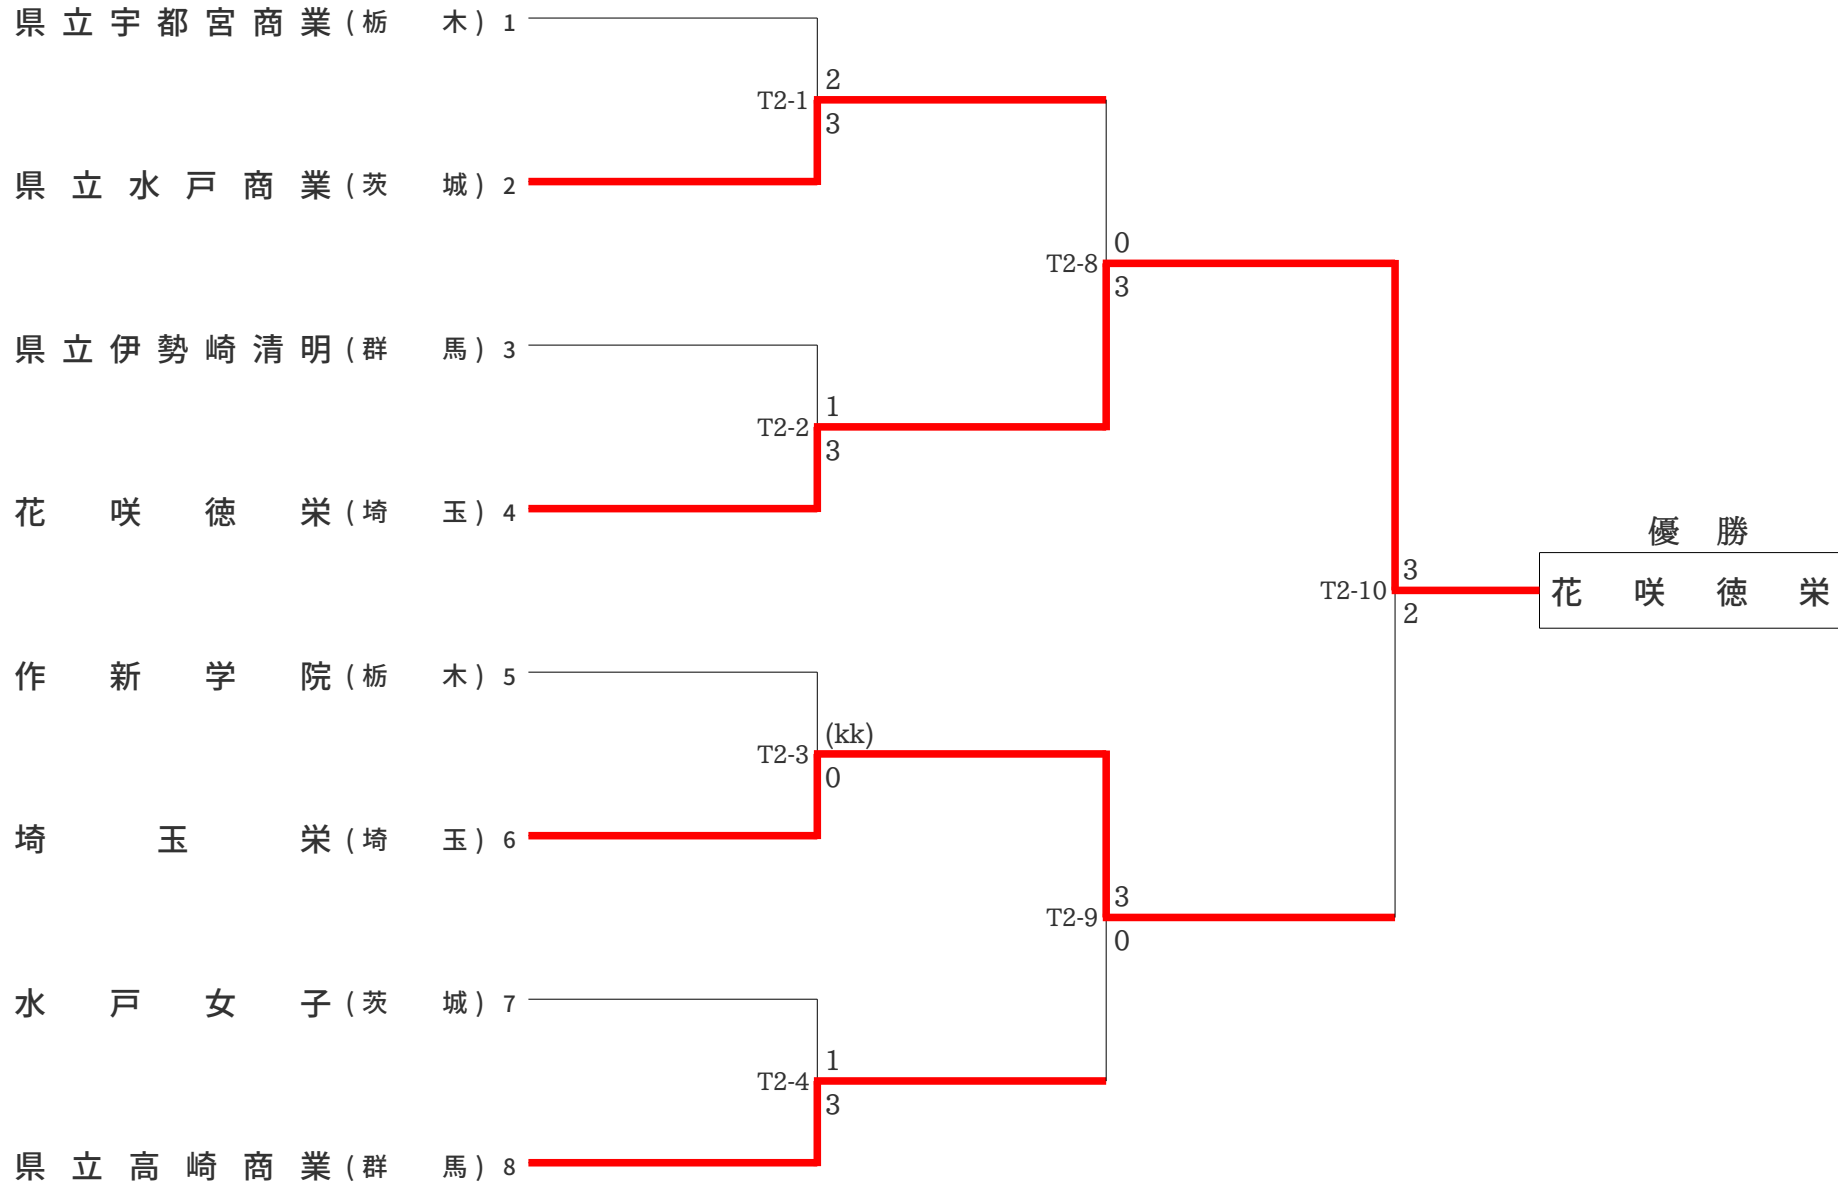 県立宇都宮商業(栃 木) 1
2
T2-1
3
県立水戸商業(茨 城) 2
0
T2-8
3
県立伊勢崎清明(群 馬) 3
1
T2-2
3
花咲徳栄(埼 玉) 4
優 勝
3
T2-10
花 咲 徳 栄
2
作新学院(栃 木) 5
(kk)
T2-3
0
埼玉栄(埼 玉) 6
3
T2-9
0
水戸女子(茨 城) 7
1
T2-4
3
県立高崎商業(群 馬) 8